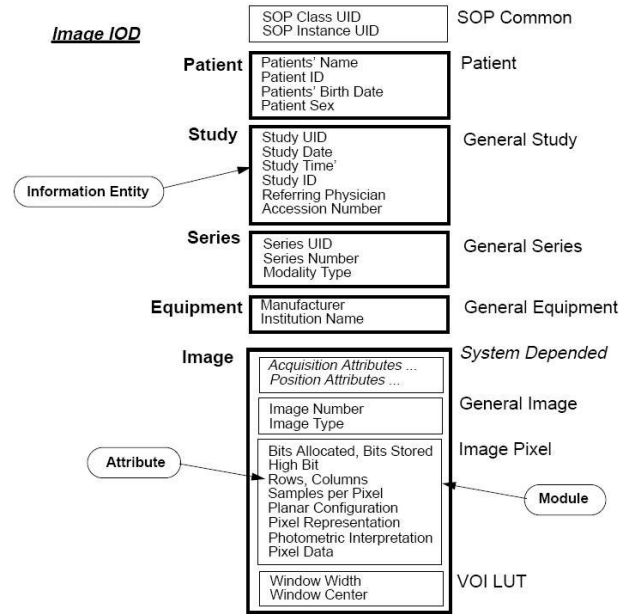 Image IOD
SOP Class UID
SOP Instance UID
SOP Common
Patient
Patients' Name
Patient ID
Patients' Birth Date
Patient Sex
Patient
Study
Study UID
Study Date
Study Time'
Study ID
Referring Physician
Accession Number
General Study
Information Entity
Series
Series UID
Series Number
Modality Type
General Series
Equipment
Manufacturer
Institution Name
General Equipment
Image
System Depended
Acquisition Attributes ...
Position Attributes ...
Image Number
Image Type
General Image
Bits Allocated, Bits Stored
High Bit
Rows, Columns
Samples per Pixel
Planar Configuration
Pixel Representation
Photometric Interpretation
Pixel Data
Image Pixel
Attribute
Module
Window Width
Window Center
VOI LUT